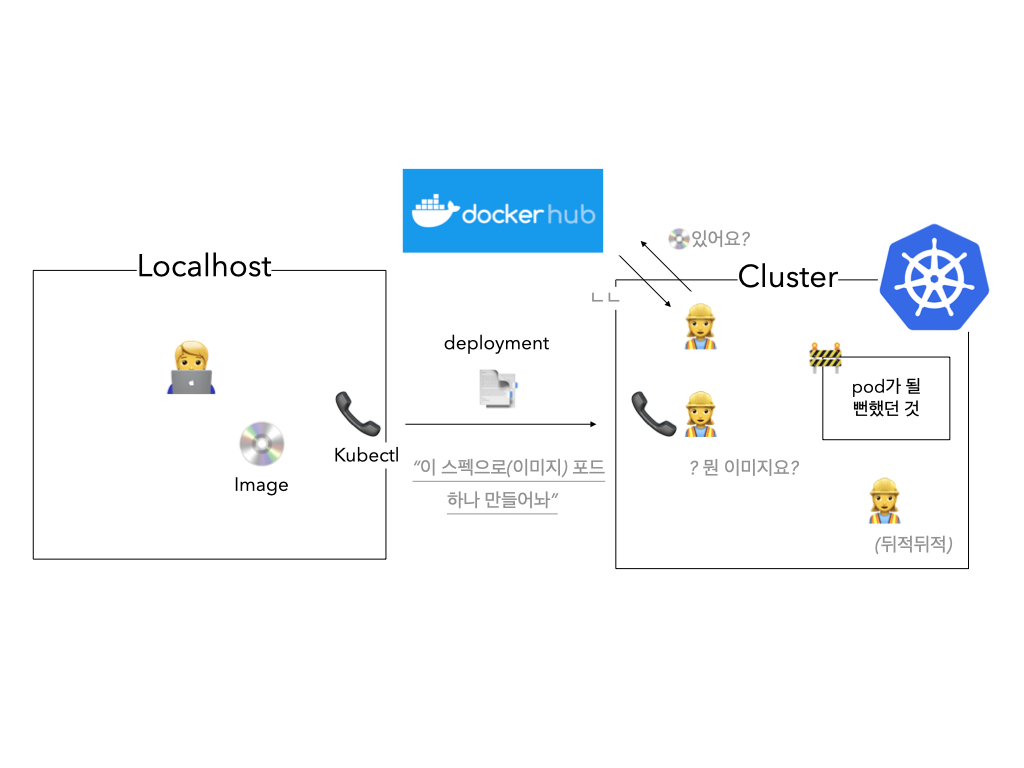 docker hub
있어요?
Localhost
Cluster
ㄴㄴ
deployment
pod가 될
뻔했던 것
Kubectl
Image
“이 스펙으로(이미지) 포드
하나 만들어놔”
? 뭔 이미지요?
(뒤적뒤적)